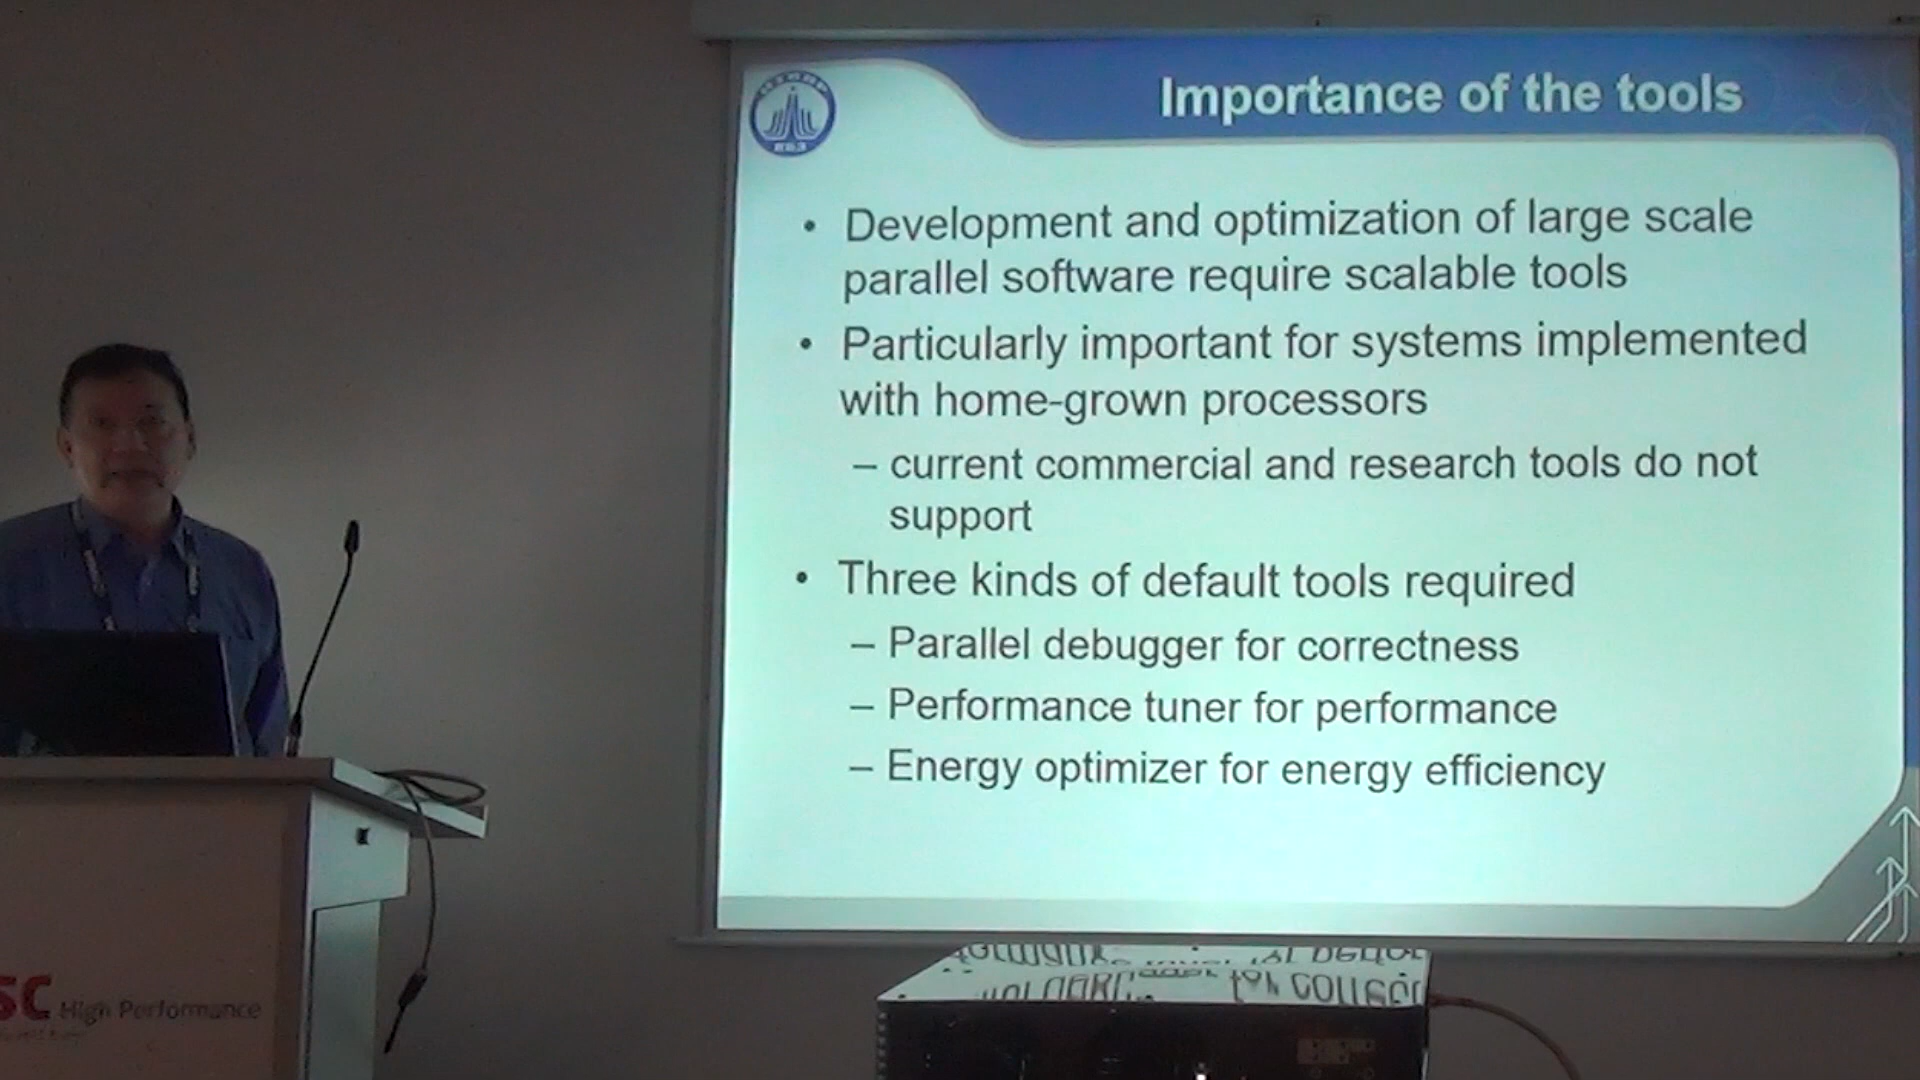 Importance of the tools
• Development and optimization of large scale
parallel software require scalable tools
• Particularly important for systems implemented
with home-grown processors
– current commercial and research tools do not
support
• Three kinds of default tools required
– Parallel debugger for correctness
– Performance tuner for performance
– Energy optimizer for energy efficiency
SC High Performance